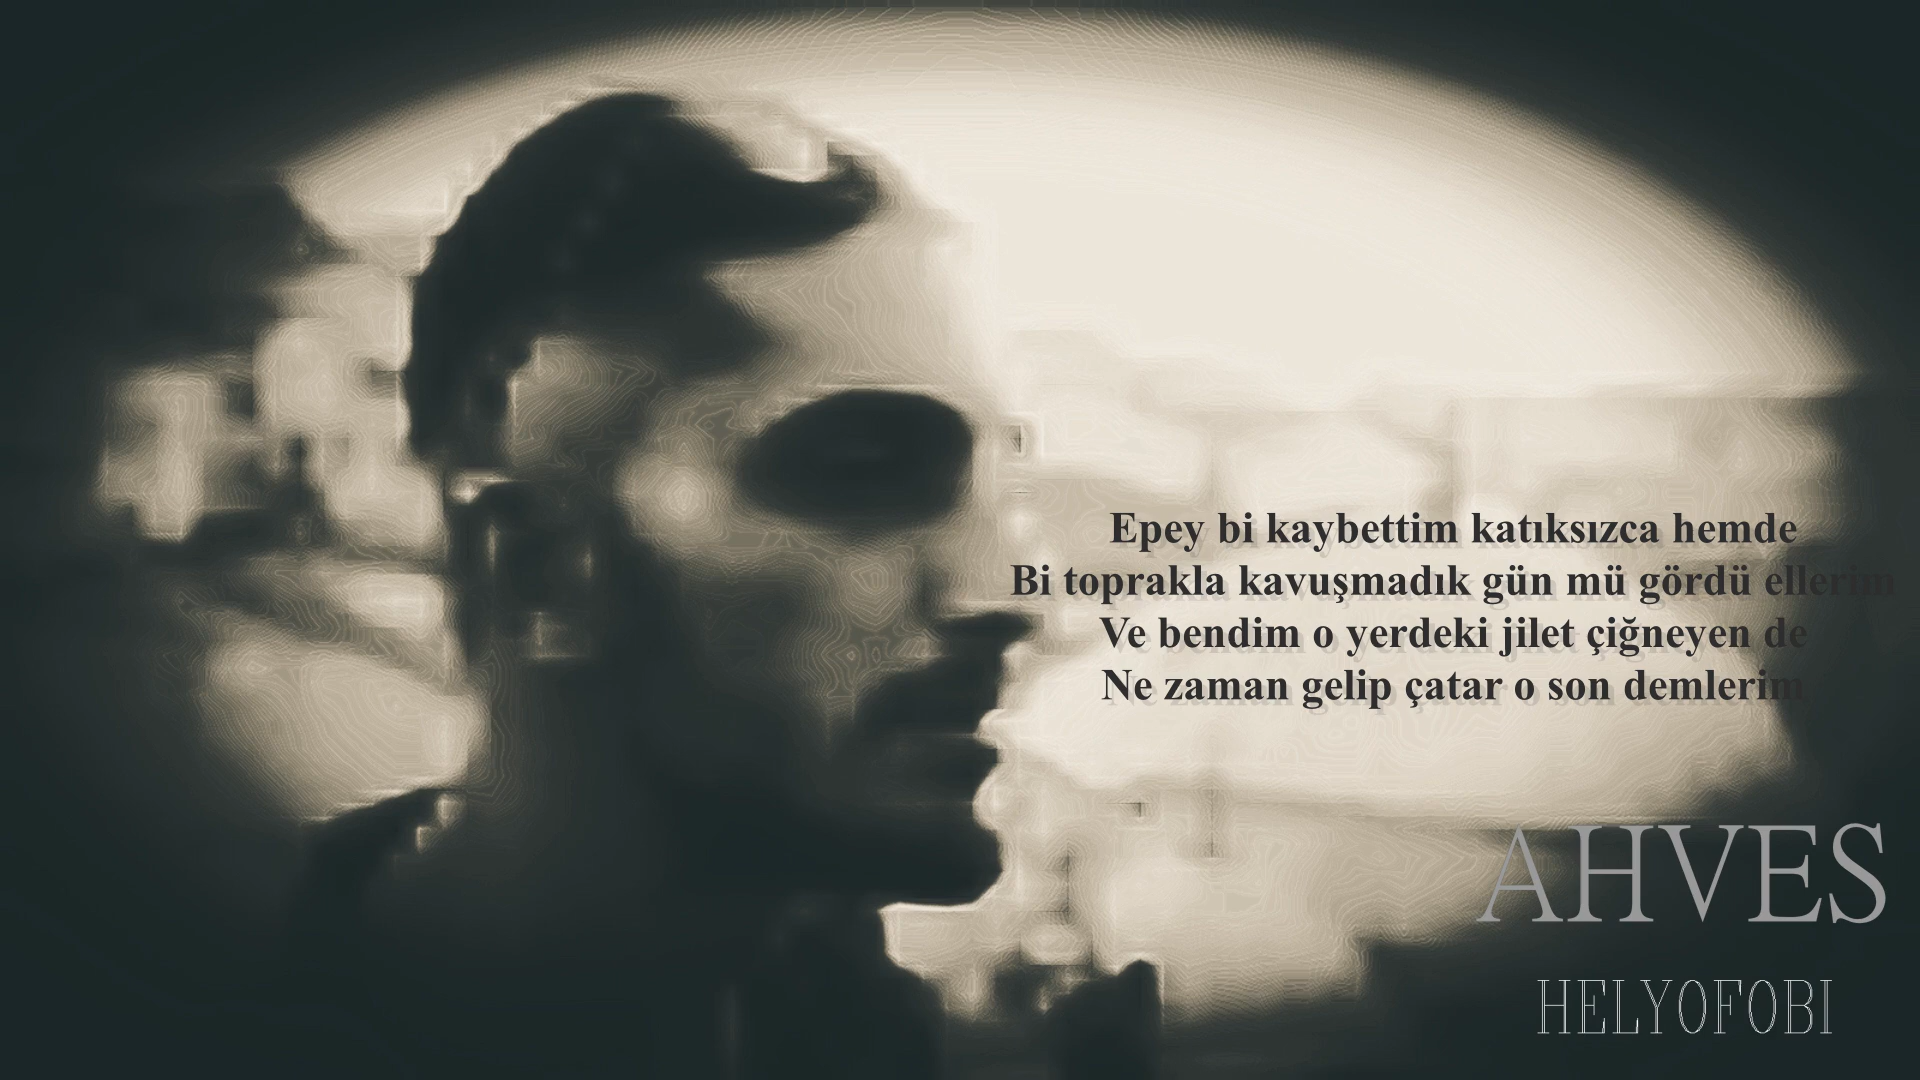 Epey bi kaybettim katıksızca hemde
Bi toprakla kavuşmadık gün mü gördü ellerim
Ve bendim o yerdeki jilet çiğneyen de
Ne zaman gelip çatar o son demlerim
AHVES
HELYOFOBI